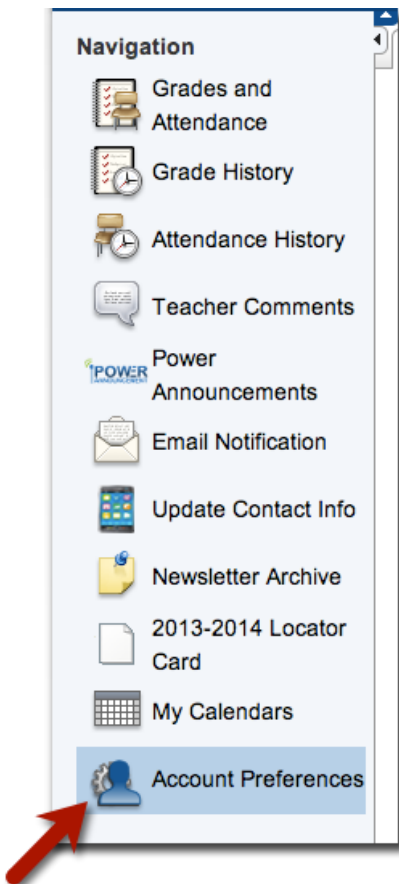 Navigation
Grades and
Attendance
Grade History
Attendance History
Teacher Comments
POWER
ANNOUNCEMENT
Power
Announcements
Email Notification
Update Contact Info
Newsletter Archive
2013-2014 Locator
Card
My Calendars
Account Preferences